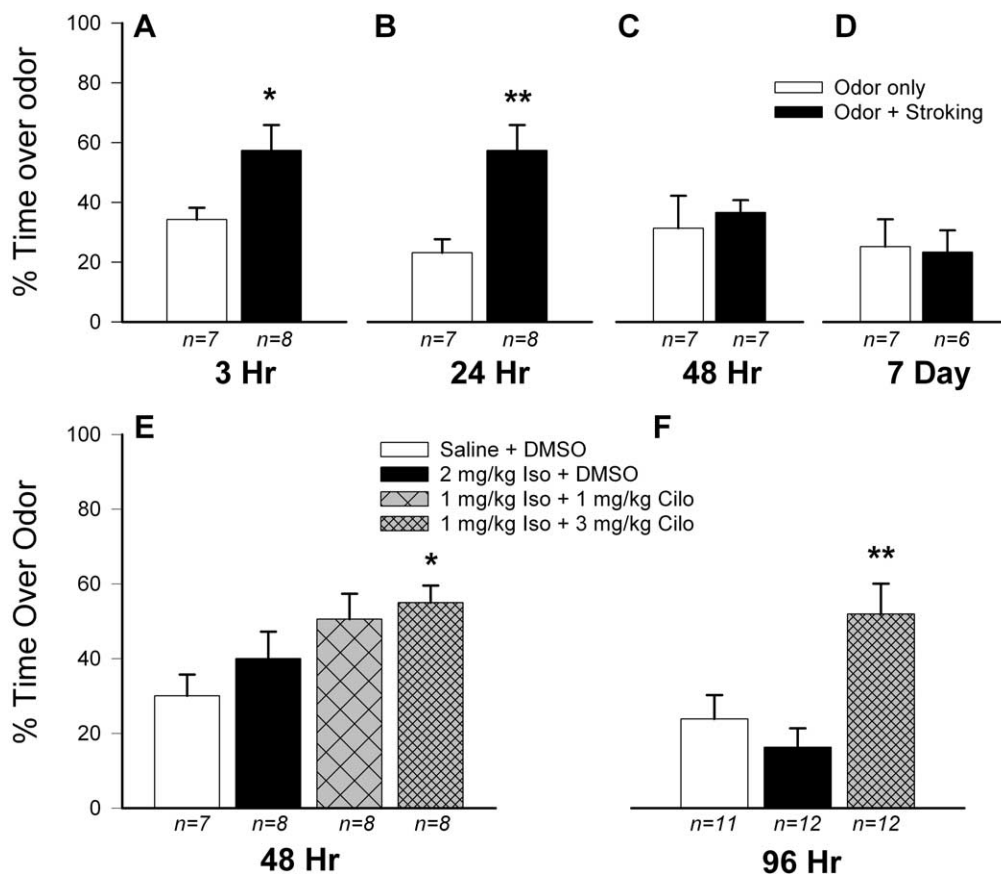 A
B
C
D
% Time over odor
100
80
60
40
20
0
*
**
Odor only
Odor + Stroking
n=7 n=8
n=7 n=8
n=7 n=7
n=7 n=6
3 Hr
24 Hr
48 Hr
7 Day
E
F
% Time Over Odor
100
80
60
40
20
0
Saline + DMSO
2 mg/kg Iso + DMSO
1 mg/kg Iso + 1 mg/kg Cilo
1 mg/kg Iso + 3 mg/kg Cilo
*
**
n=7 n=8 n=8 n=8
n=11 n=12 n=12
48 Hr
96 Hr